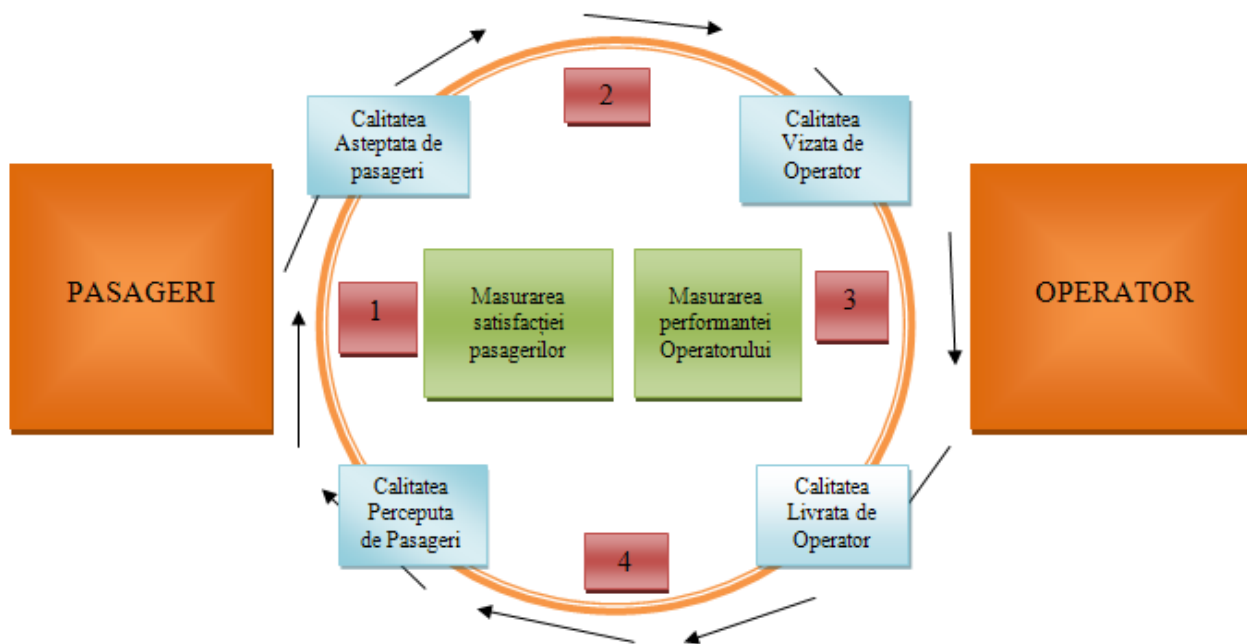 2
Calitatea
Asteptata de
pasageri
Calitatea
Vizata de
Operator
PASAGERI
1
Masurarea
satisfacției
pasagerilor
Masurarea
performantei
Operatorului
3
OPERATOR
Calitatea
Perceputa
de Pasageri
4
Calitatea
Livrata de
Operator